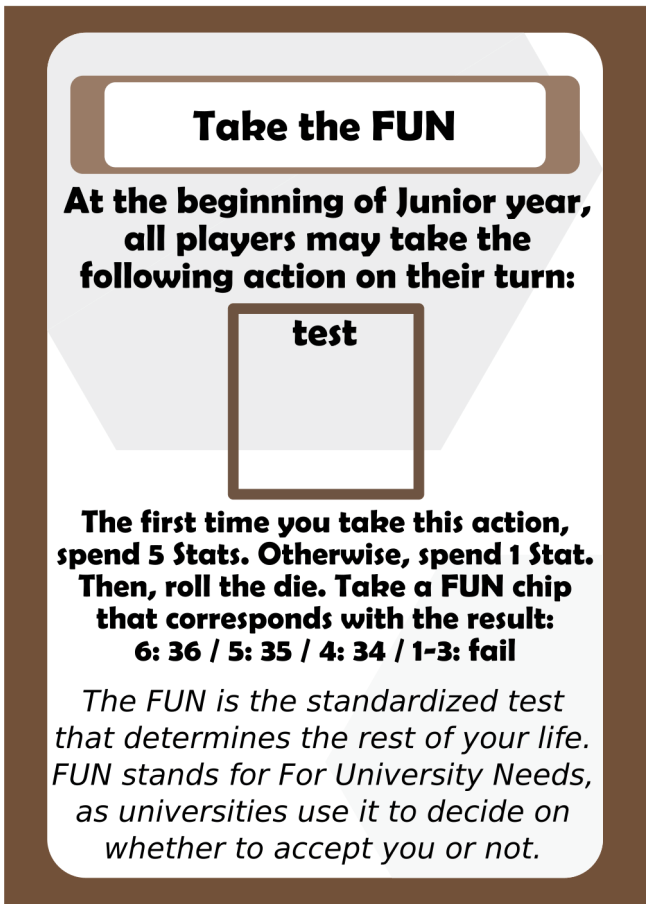 Take the FUN
At the beginning of Junior year,
all players may take the
following action on their turn:
test
The first time you take this action,
spend 5 Stats. Otherwise, spend 1 Stat.
Then, roll the die. Take a FUN chip
that corresponds with the result:
6: 36 / 5: 35 / 4: 34 / 1-3: fail
The FUN is the standardized test
that determines the rest of your life.
FUN stands for For University Needs,
as universities use it to decide on
whether to accept you or not.